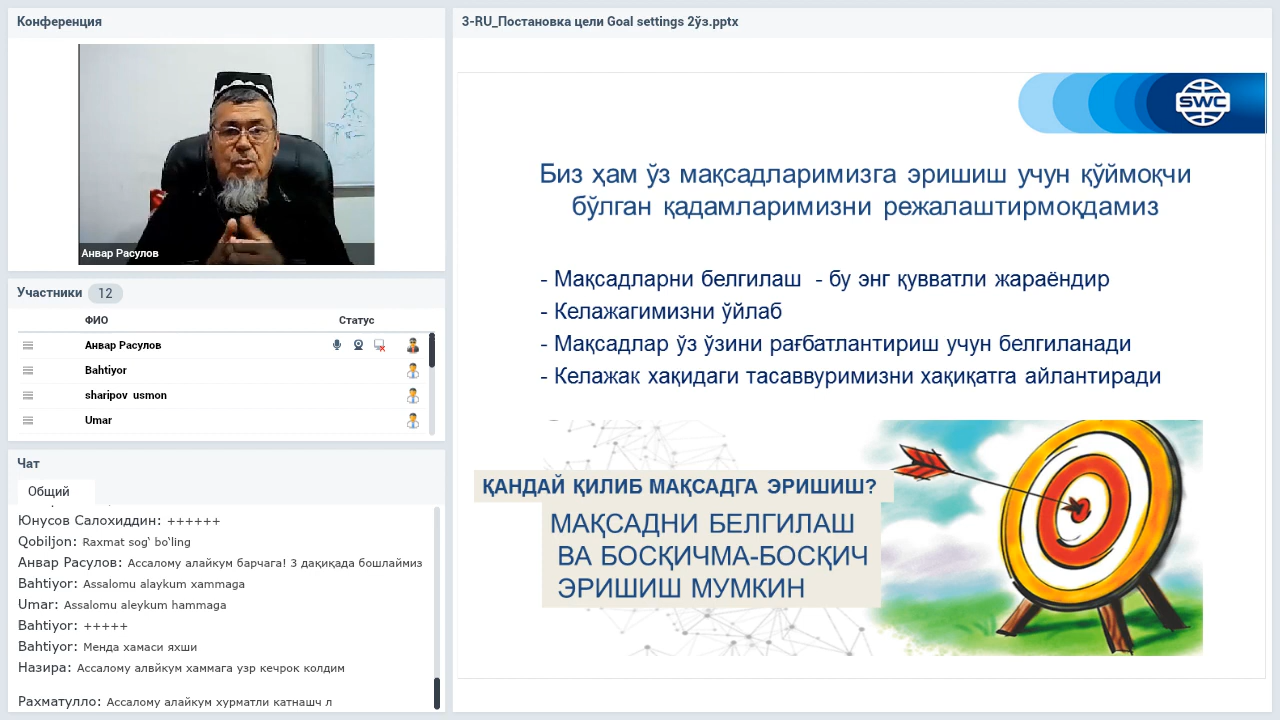 Конференция
Анвар Расулов
Участники 12
ФИО Статус
Анвар Расулов
Bahtiyor
sharipov usmon
Umar
Чат
Общий
Юнусов Салохиддин: ++++++
Qobiljon: Raxmat sog` bo`ling
Анвар Расулов: Ассалому алайкум барчага! 3 дақиқада бошлаймиз
Bahtiyor: Assalomu alaykum xammaga
Umar: Assalomu aleykum hammaga
Bahtiyor: +++++
Bahtiyor: Менда хамаси яхши
Назира: Ассалому алвйкум хаммага узр кечрок колдим
Рахматулло: Ассалому алайкум хурматли катнашч л
3-RU_Постановка цели Goal settings 2ўз.pptx
SWC
Биз ҳам ўз мақсадларимизга эришиш учун қўймоқчи
бўлган қадамларимизни режалаштирмоқдамиз
- Мақсадларни белгилаш - бу энг қувватли жараёндир
- Келажагимизни ўйлаб
- Мақсадлар ўз ўзини рағбатлантириш учун белгиланади
- Келажак хақидаги тасаввуримизни хақиқатга айлантиради
ҚАНДАЙ ҚИЛИБ МАҚСАДГА ЭРИШИШ?
МАҚСАДНИ БЕЛГИЛАШ
ВА БОСҚИЧМА-БОСҚИЧ
ЭРИШИШ МУМКИН